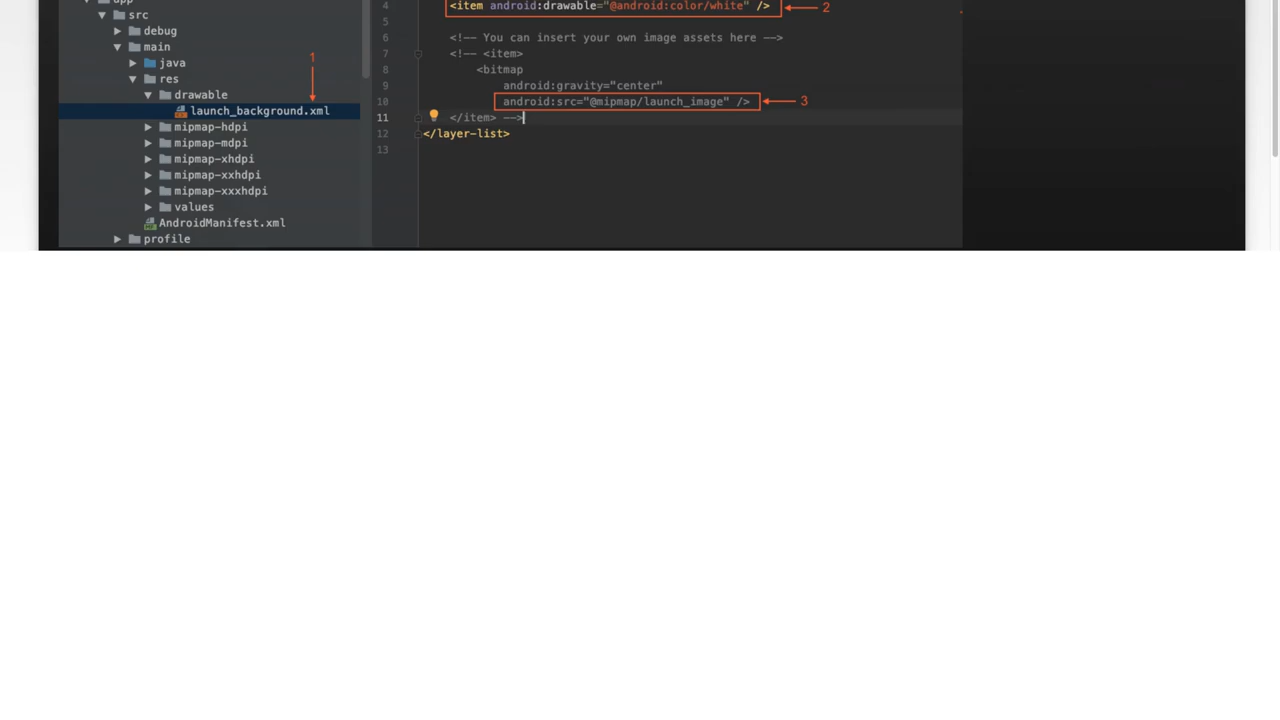 app
src
debug
main
java
res
drawable
launch_background.xml
mipmap-hdpi
mipmap-mdpi
mipmap-xhdpi
mipmap-xxhdpi
mipmap-xxxhdpi
values
AndroidManifest.xml
profile
1
4 <item android:drawable="@android:color/white" />
2
5
6 <!-- You can insert your own image assets here -->
7 <!-- <item>
8 <bitmap
9 android:gravity="center"
10 android:src="@mipmap/launch_image" />
3
11 </item> -->
12 </layer-list>
13